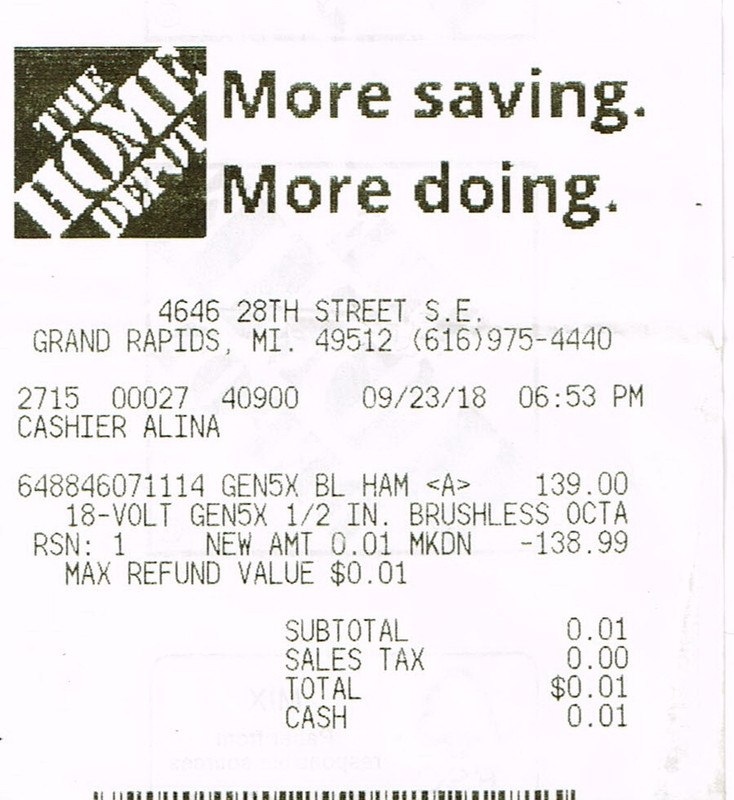 THE
HOME
DEPOT
More saving.
More doing.
4646 28TH STREET S.E.
GRAND RAPIDS, MI. 49512 (616)975-4440
2715 00027 40900 09/23/18 06:53 PM
CASHIER ALINA
648846071114 GEN5X BL HAM <A> 139.00
18-VOLT GEN5X 1/2 IN. BRUSHLESS OCTA
RSN: 1 NEW AMT 0.01 MKDN -138.99
MAX REFUND VALUE $0.01
SUBTOTAL 0.01
SALES TAX 0.00
TOTAL $0.01
CASH 0.01